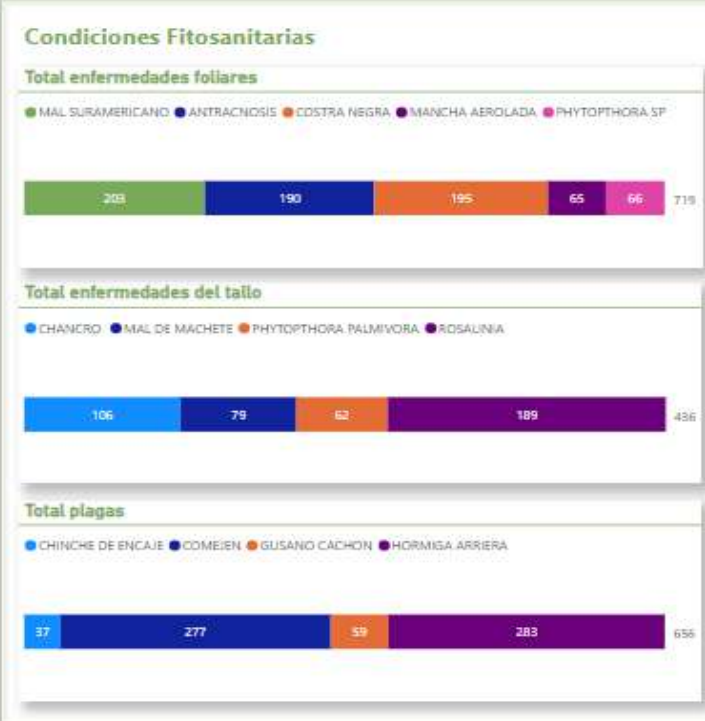 Condiciones Fitosanitarias
Total enfermedades foliares
MAL SURAMERICANO ANTRACNOSIS COSTRA NEGRA MANCHA AEROLADA PHYTOPTHORA SP
203 190 195 65 66 719
Total enfermedades del tallo
CHANCRO MAL DE MACHETE PHYTOPTHORA PALMIVORA ROSALINIA
106 79 62 189 436
Total plagas
CHINCHE DE ENCAJE COMEJEN GUSANO CACHON HORMIGA ARRIERA
37 277 59 283 656